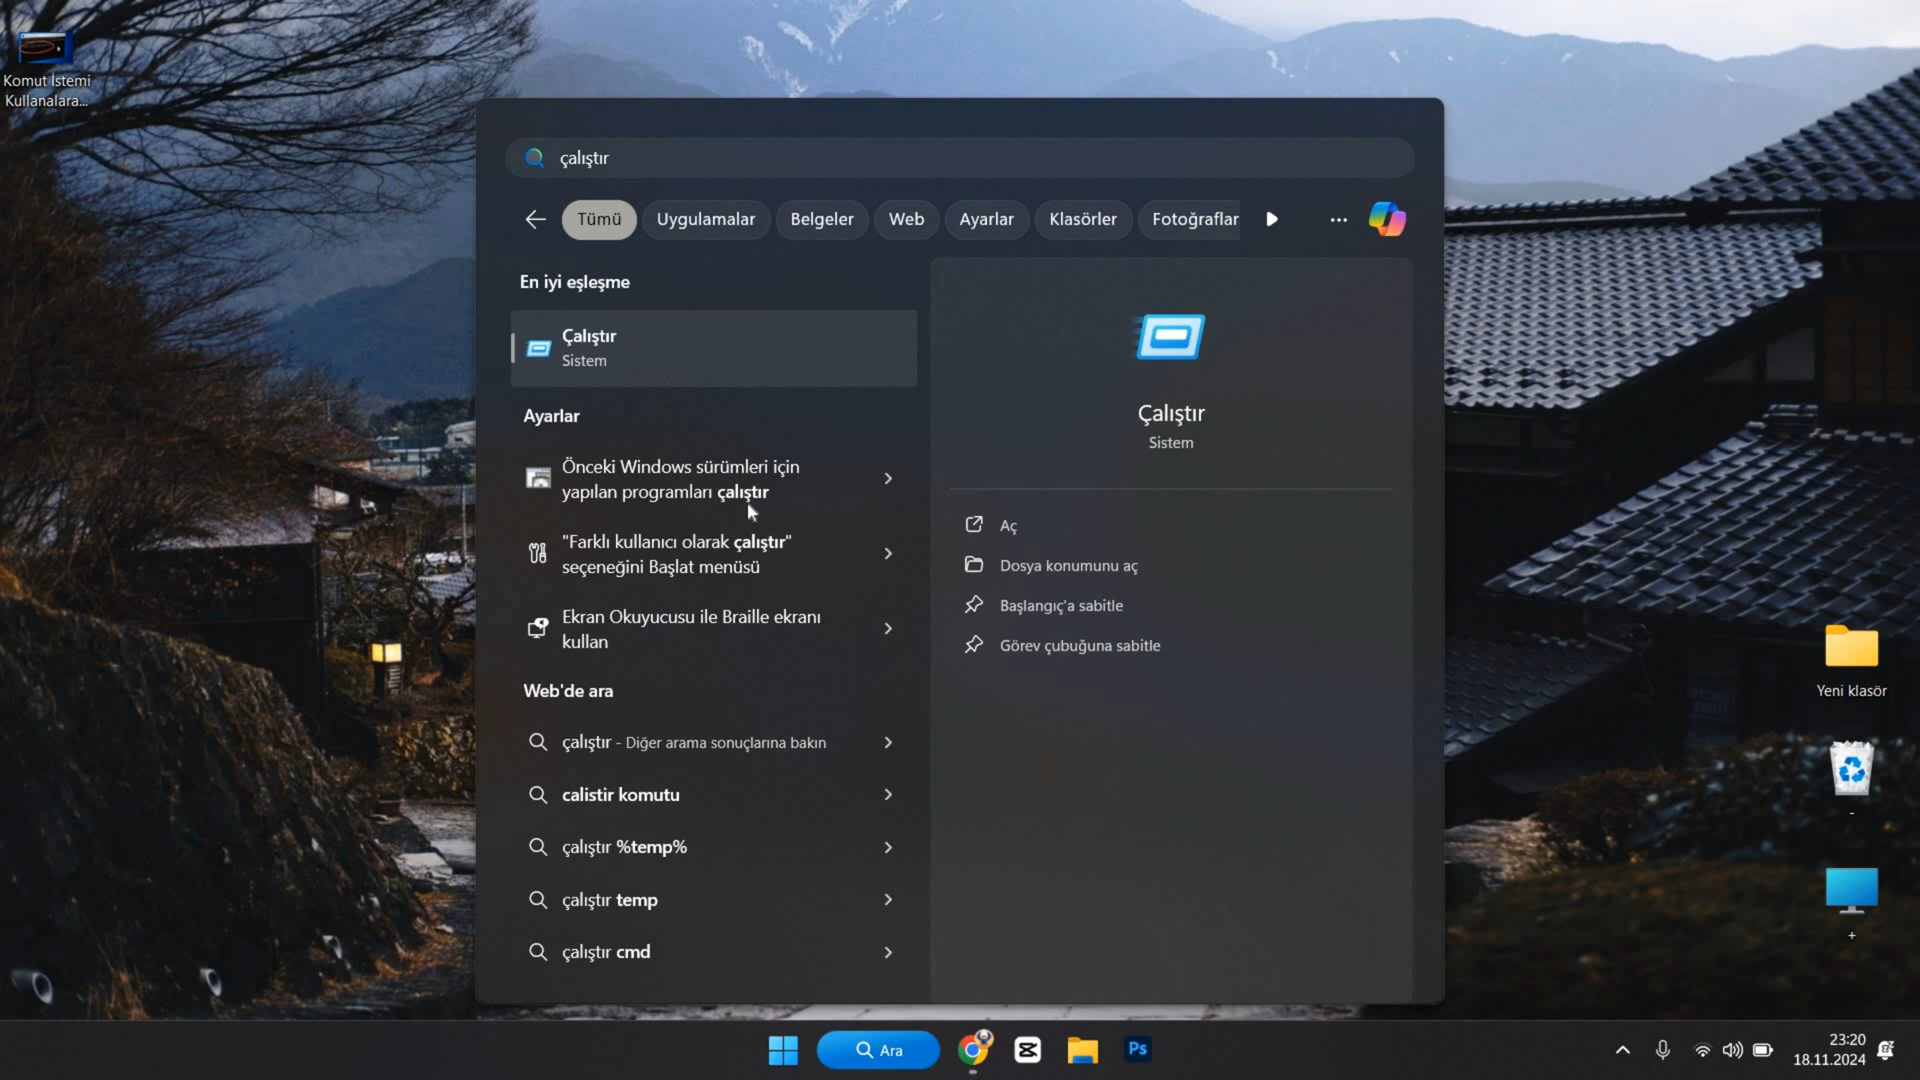 Komut İstemi
Kullanalara...
çalıştır
Tümü
Uygulamalar
Belgeler
Web
Ayarlar
Klasörler
Fotoğraflar
En iyi eşleşme
Çalıştır
Sistem
Ayarlar
Önceki Windows sürümleri için
yapılan programları çalıştır
"Farklı kullanıcı olarak çalıştır"
seçeneğini Başlat menüsü
Ekran Okuyucusu ile Braille ekranı
kullan
Web'de ara
çalıştır - Diğer arama sonuçlarına bakın
calistir komutu
çalıştır %temp%
çalıştır temp
çalıştır cmd
Çalıştır
Sistem
Aç
Dosya konumunu aç
Başlangıç'a sabitle
Görev çubuğuna sabitle
Yeni klasör
-
+
Ara
Ps
23:20
18.11.2024